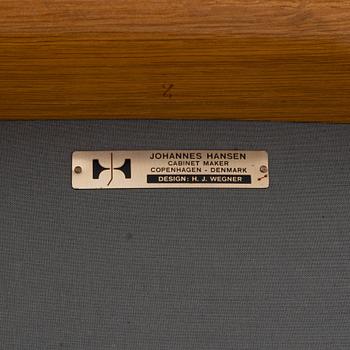 JOHANNES HANSEN
CABINET MAKER
COPENHAGEN - DENMARK
DESIGN: H. J. WEGNER